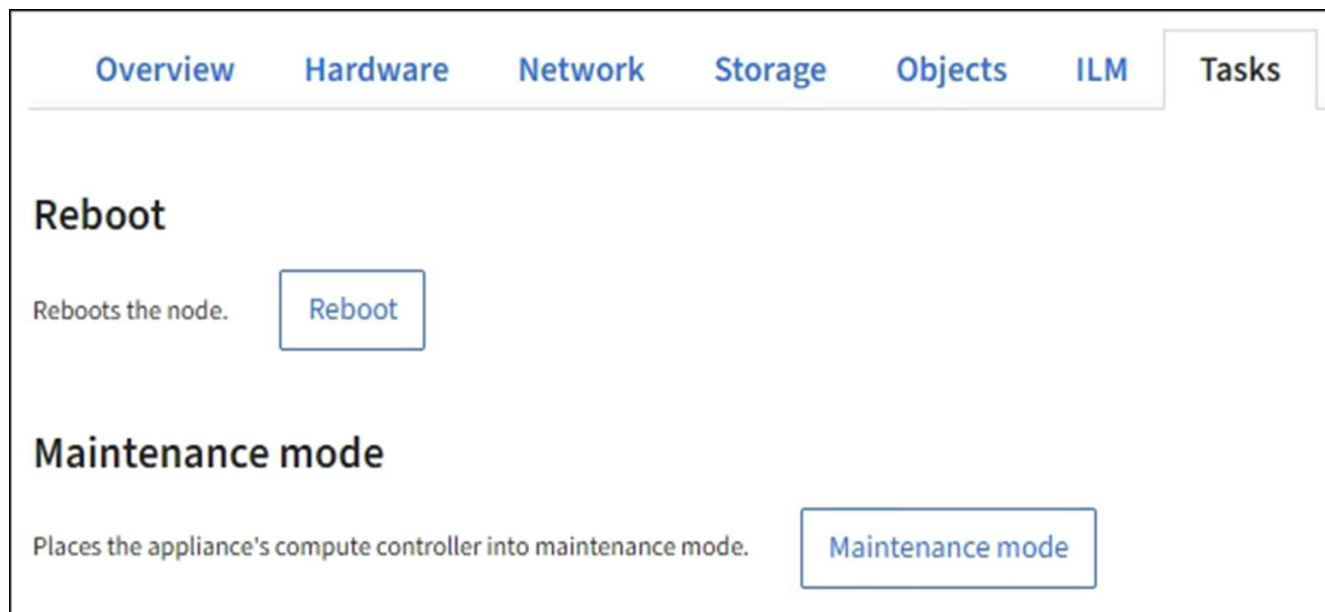 Overview Hardware Network Storage Objects ILM Tasks
Reboot
Reboots the node. Reboot
Maintenance mode
Places the appliance's compute controller into maintenance mode. Maintenance mode